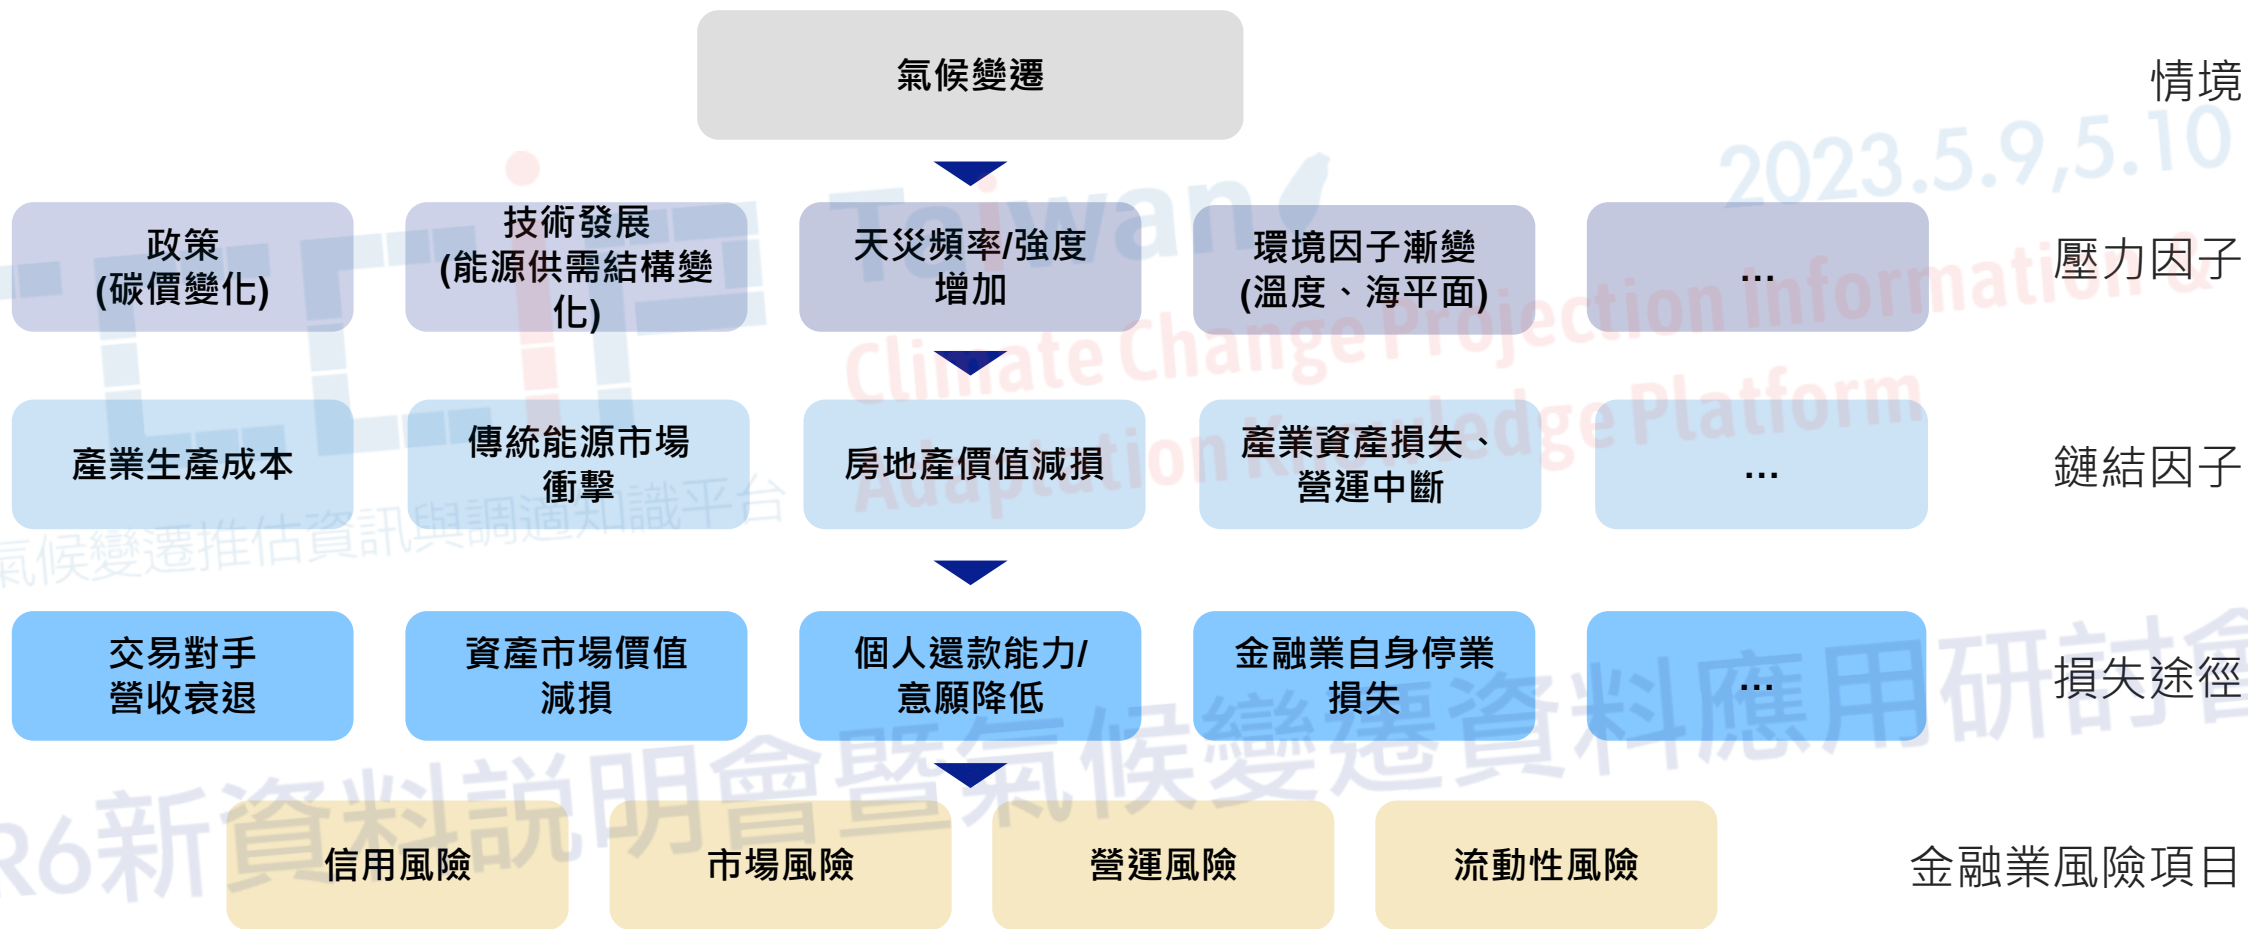 氣候變遷
情境
2023.5.9,5.10
Taiwan
政策
(碳價變化)
技術發展
(能源供需結構變
化)
天災頻率/強度
增加
環境因子漸變
(溫度、海平面)
...
壓力因子
TCCiP
Climate Change Projection Information &
Adaptation Knowledge Platform
產業生產成本
傳統能源市場
衝擊
房地產價值減損
產業資產損失、
營運中斷
...
鏈結因子
氣候變遷推估資訊與調適知識平台
交易對手
營收衰退
資產市場價值
減損
個人還款能力/
意願降低
金融業自身停業
損失
...
損失途徑
R6新資料說明會暨氣候變遷資料應用研討會
信用風險
市場風險
營運風險
流動性風險
金融業風險項目